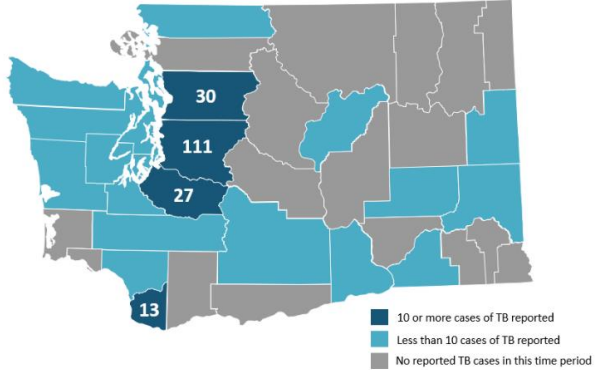 30
111
27
13
10 or more cases of TB reported
Less than 10 cases of TB reported
No reported TB cases in this time period